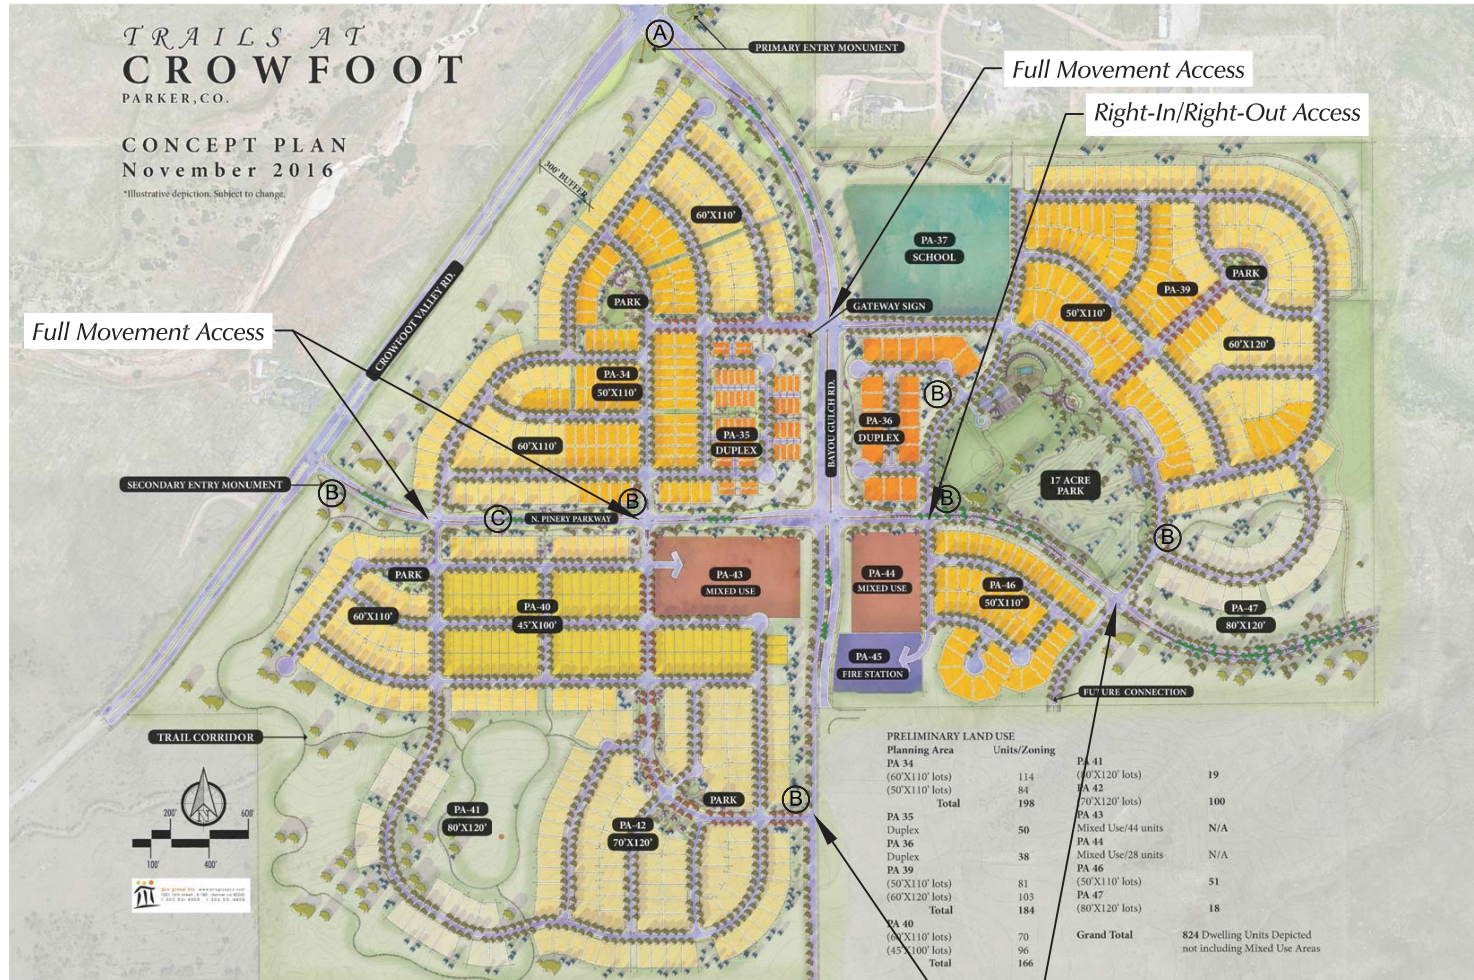 TRAILS AT
CROWFOOT
PARKER,CO.
CONCEPT PLAN
November 2016
*Illustrative depiction. Subject to change.
A
PRIMARY ENTRY MONUMENT
Full Movement Access
Right-In/Right-Out Access
300' BUFFER
60'X110'
PA-37
SCHOOL
PARK
PA-39
50'X110'
60'X120'
PARK
GATEWAY SIGN
CROWFOOT VALLEY RD.
Full Movement Access
PA-34
50'X110'
60'X110'
PA-35
DUPLEX
BAYOU GULCH RD.
PA-36
DUPLEX
B
17 ACRE
PARK
SECONDARY ENTRY MONUMENT
B
C
N. PINERY PARKWAY
B
B
B
PARK
60'X110'
PA-40
45'X100'
PA-43
MIXED USE
PA-44
MIXED USE
PA-46
50'X110'
PA-47
80'X120'
PA-45
FIRE STATION
FUTURE CONNECTION
TRAIL CORRIDOR
N
200'
600'
100'
400'
PA-41
80'X120'
PA-42
70'X120'
PARK
B
PRELIMINARY LAND USE
Planning Area Units/Zoning
PA 34
(60'X110' lots) 114
(50'X110' lots) 84
Total 198
PA 35
Duplex 50
PA 36
Duplex 38
PA 39
(50'X110' lots) 81
(60'X120' lots) 103
Total 184
PA 40
(60'X110' lots) 70
(45'X100' lots) 96
Total 166
PA 41
(80'X120' lots) 19
PA 42
(70'X120' lots) 100
PA 43
Mixed Use/44 units N/A
PA 44
Mixed Use/28 units N/A
PA 46
(50'X110' lots) 51
PA 47
(80'X120' lots) 18
Grand Total 824 Dwelling Units Depicted
not including Mixed Use Areas